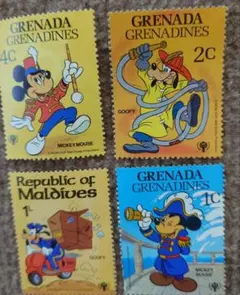 GRENADA
GRENADINES
4C
MICKEY MOUSE
GRENADA
GRENADINES
2C
GOOFY
Republic of
Maldives
1L
GOOFY
GRENADA
GRENADINES
1C
MICKEY
MOUSE